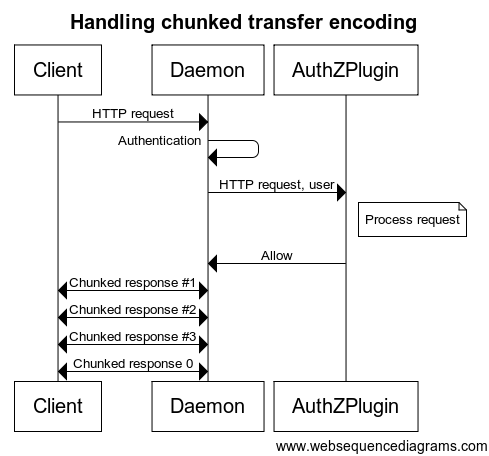 Handling chunked transfer encoding
Client
Daemon
AuthZPlugin
HTTP request
Authentication
HTTP request, user
Process request
Allow
Chunked response #1
Chunked response #2
Chunked response #3
Chunked response 0
Client
Daemon
AuthZPlugin
www.websequencediagrams.com